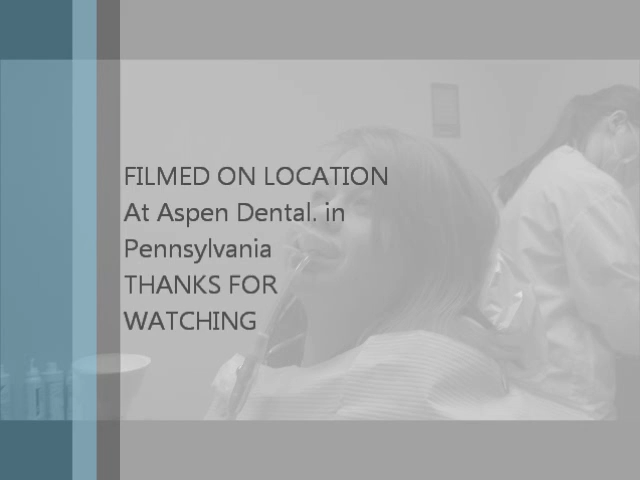 FILMED ON LOCATION
At Aspen Dental. in
Pennsylvania
THANKS FOR
WATCHING